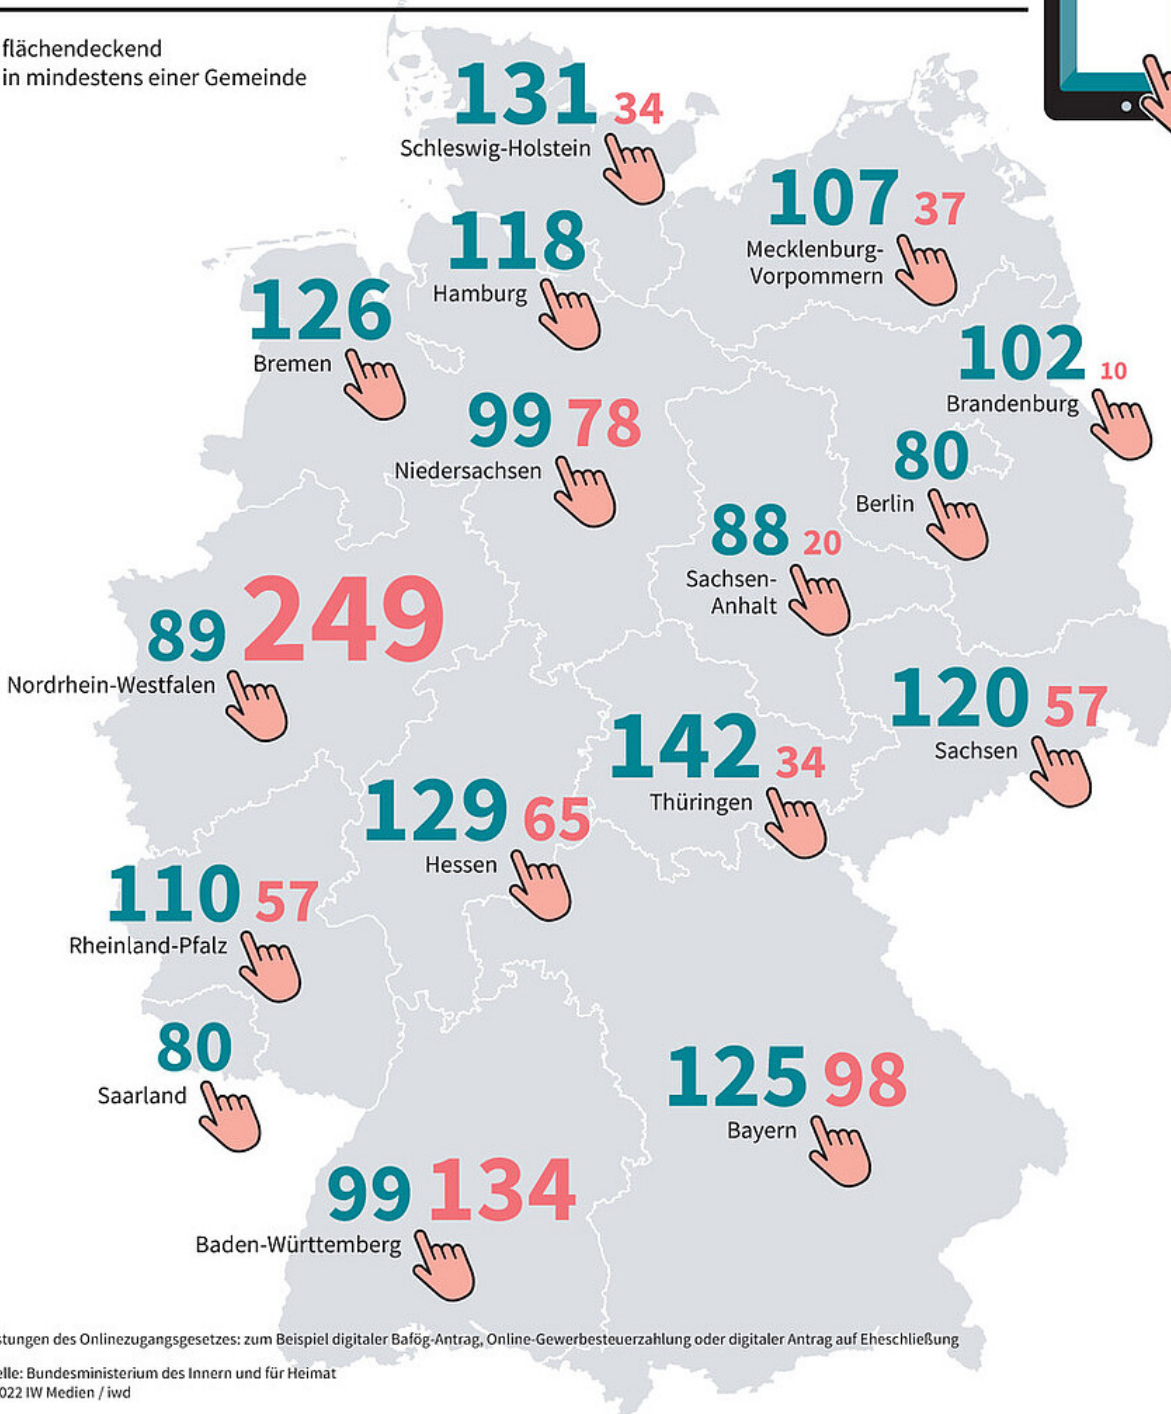 flächendeckend
in mindestens einer Gemeinde
131 34
Schleswig-Holstein
107 37
Mecklenburg-
Vorpommern
118
Hamburg
126
Bremen
102 10
Brandenburg
99 78
Niedersachsen
80
Berlin
88 20
Sachsen-
Anhalt
89 249
Nordrhein-Westfalen
120 57
Sachsen
142 34
Thüringen
129 65
Hessen
110 57
Rheinland-Pfalz
80
Saarland
125 98
Bayern
99 134
Baden-Württemberg
stungen des Onlinezugangsgesetzes: zum Beispiel digitaler Bafög-Antrag, Online-Gewerbesteuerzahlung oder digitaler Antrag auf Eheschließung
elle: Bundesministerium des Innern und für Heimat
022 IW Medien / iwd